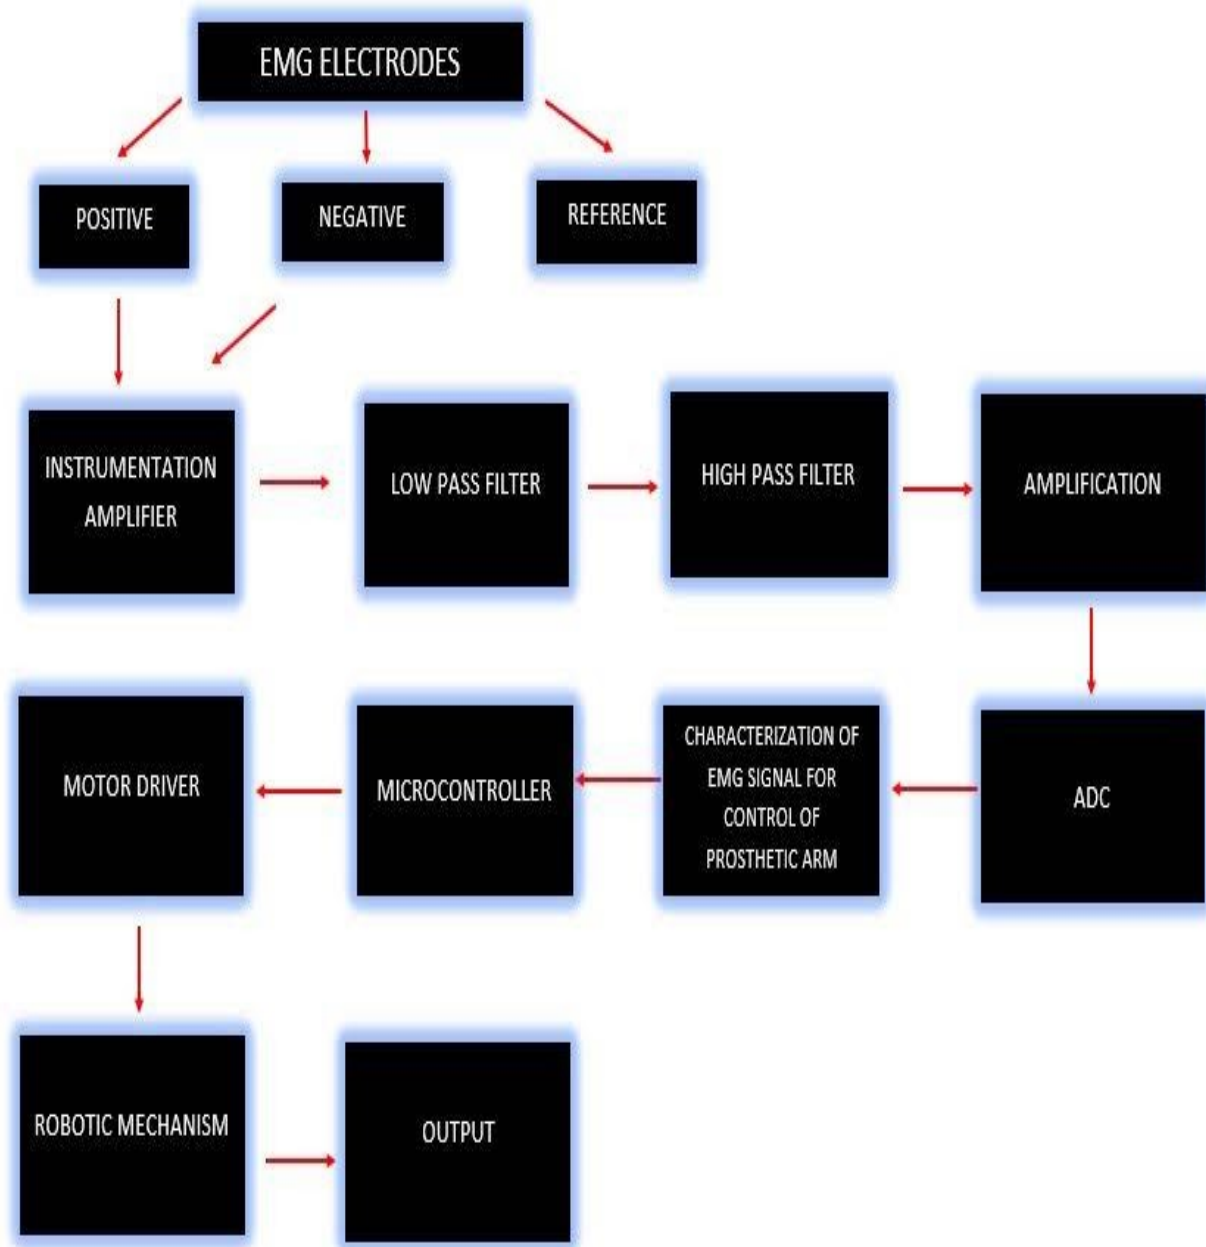 EMG ELECTRODES
POSITIVE
NEGATIVE
REFERENCE
INSTRUMENTATION
AMPLIFIER
LOW PASS FILTER
HIGH PASS FILTER
AMPLIFICATION
MOTOR DRIVER
MICROCONTROLLER
CHARACTERIZATION OF
EMG SIGNAL FOR
CONTROL OF
PROSTHETIC ARM
ADC
ROBOTIC MECHANISM
OUTPUT